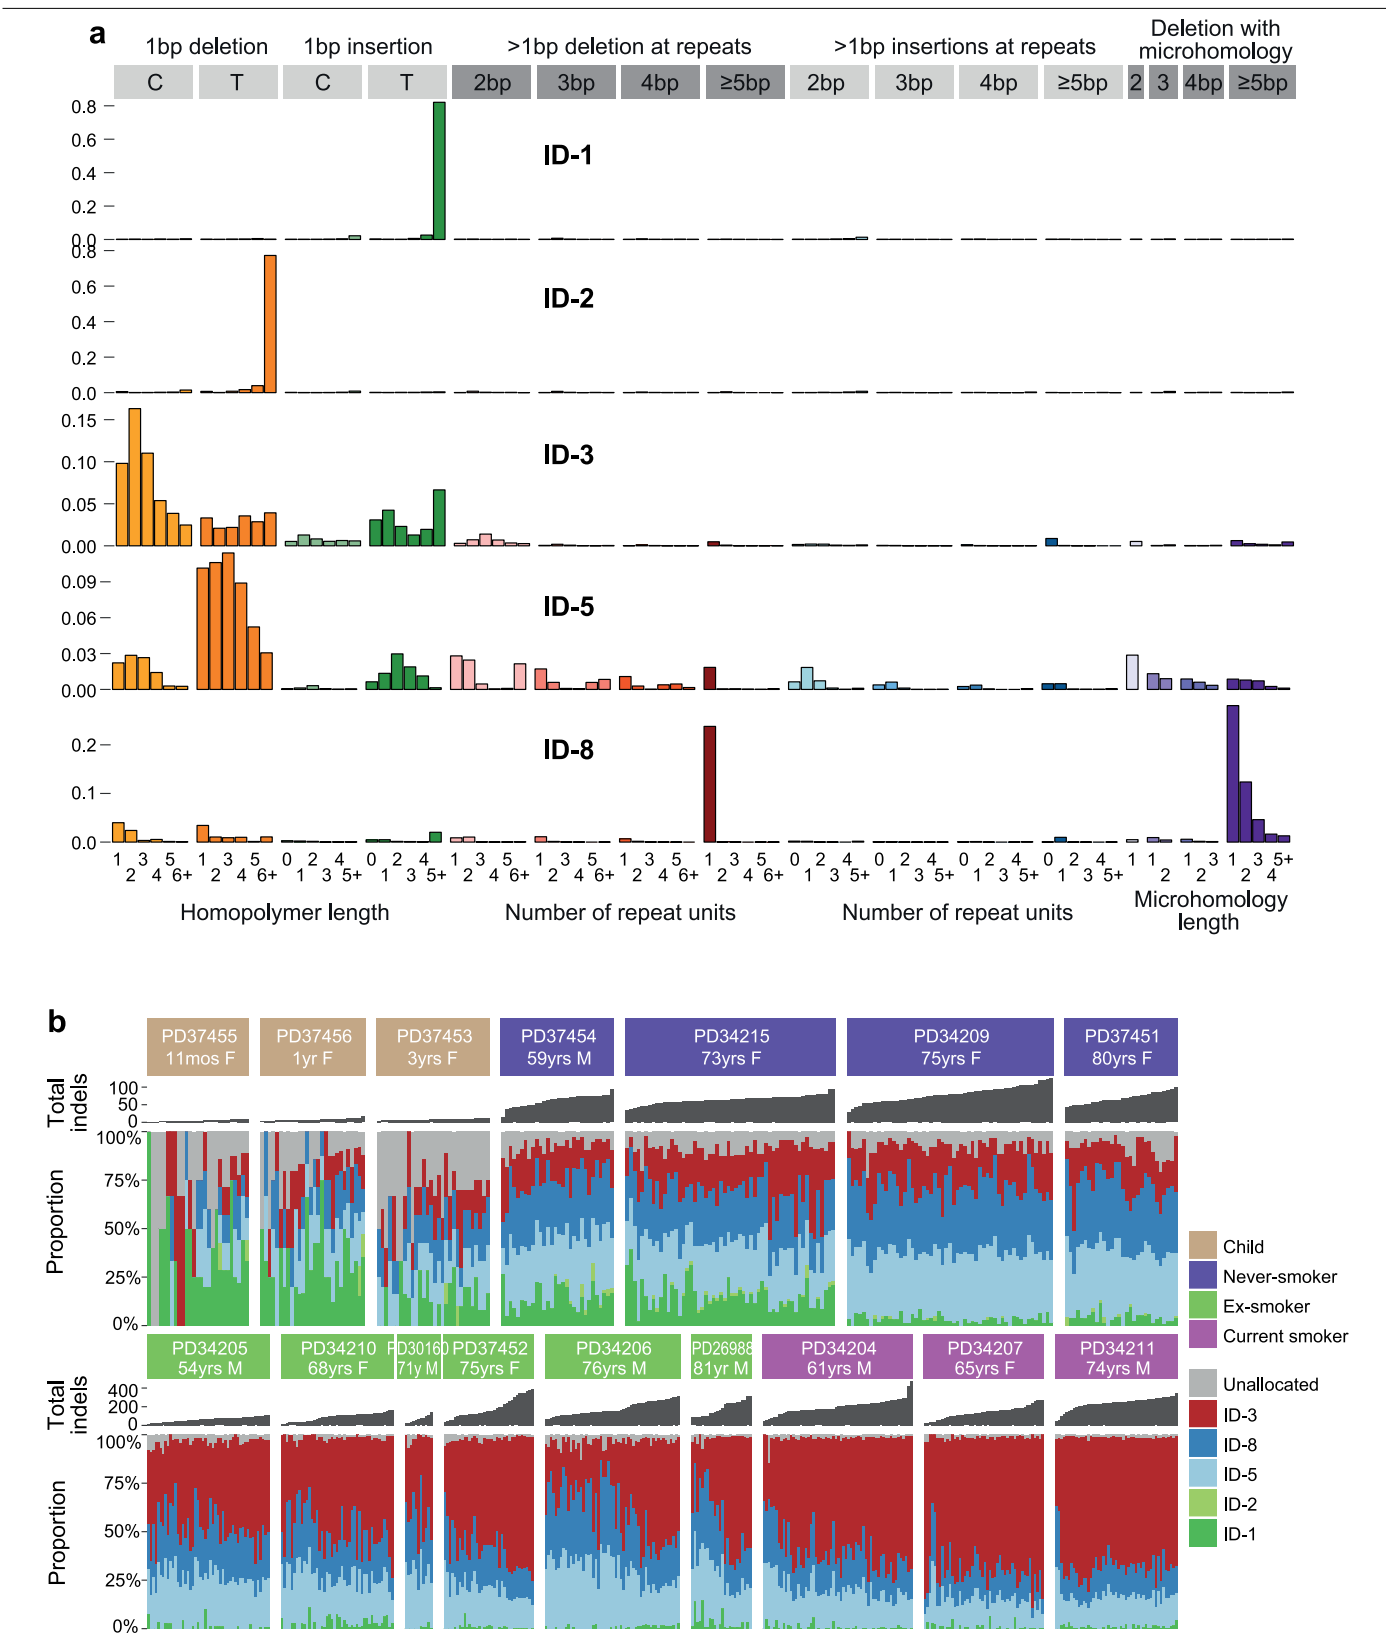 a
1bp deletion 1bp insertion >1bp deletion at repeats >1bp insertions at repeats Deletion with microhomology
C T C T 2bp 3bp 4bp ≥5bp 2bp 3bp 4bp ≥5bp 2 3 4bp ≥5bp
0.8
0.6
0.4
0.2
0.0
ID-1
0.8
0.6
0.4
0.2
0.0
ID-2
0.15
0.10
0.05
0.00
ID-3
0.09
0.06
0.03
0.00
ID-5
0.2
0.1
0.0
ID-8
1 3 5 1 3 5 0 2 4 0 2 4 1 3 5 1 3 5 1 3 5 1 3 5 0 2 4 0 2 4 0 2 4 0 2 4 1 1 1 3 1 3 5+
2 4 6+ 2 4 6+ 1 3 5+ 1 3 5+ 2 4 6+ 2 4 6+ 2 4 6+ 2 4 6+ 1 3 5+ 1 3 5+ 1 3 5+ 1 3 5+ 2 2 2 4
Homopolymer length Number of repeat units Number of repeat units Microhomology
length
b
PD37455 PD37456 PD37453 PD37454 PD34215 PD34209 PD37451
11mos F 1yr F 3yrs F 59yrs M 73yrs F 75yrs F 80yrs F
Total
indels
100
50
0
Proportion
100%
75%
50%
25%
0%
PD34205 PD34210 PD30160 PD37452 PD34206 PD26988 PD34204 PD34207 PD34211
54yrs M 68yrs F 71y M 75yrs F 76yrs M 81yr M 61yrs M 65yrs F 74yrs M
Total
indels
400
200
0
Proportion
100%
75%
50%
25%
0%
Child
Never-smoker
Ex-smoker
Current smoker
Unallocated
ID-3
ID-8
ID-5
ID-2
ID-1